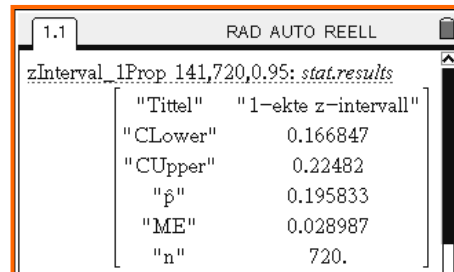 1.1 RAD AUTO REELL
zInterval_1Prop 141,720,0.95: stat.results
"Tittel" "1-ekte z-intervall"
"CLower" 0.166847
"CUpper" 0.22482
"p̂" 0.195833
"ME" 0.028987
"n" 720.